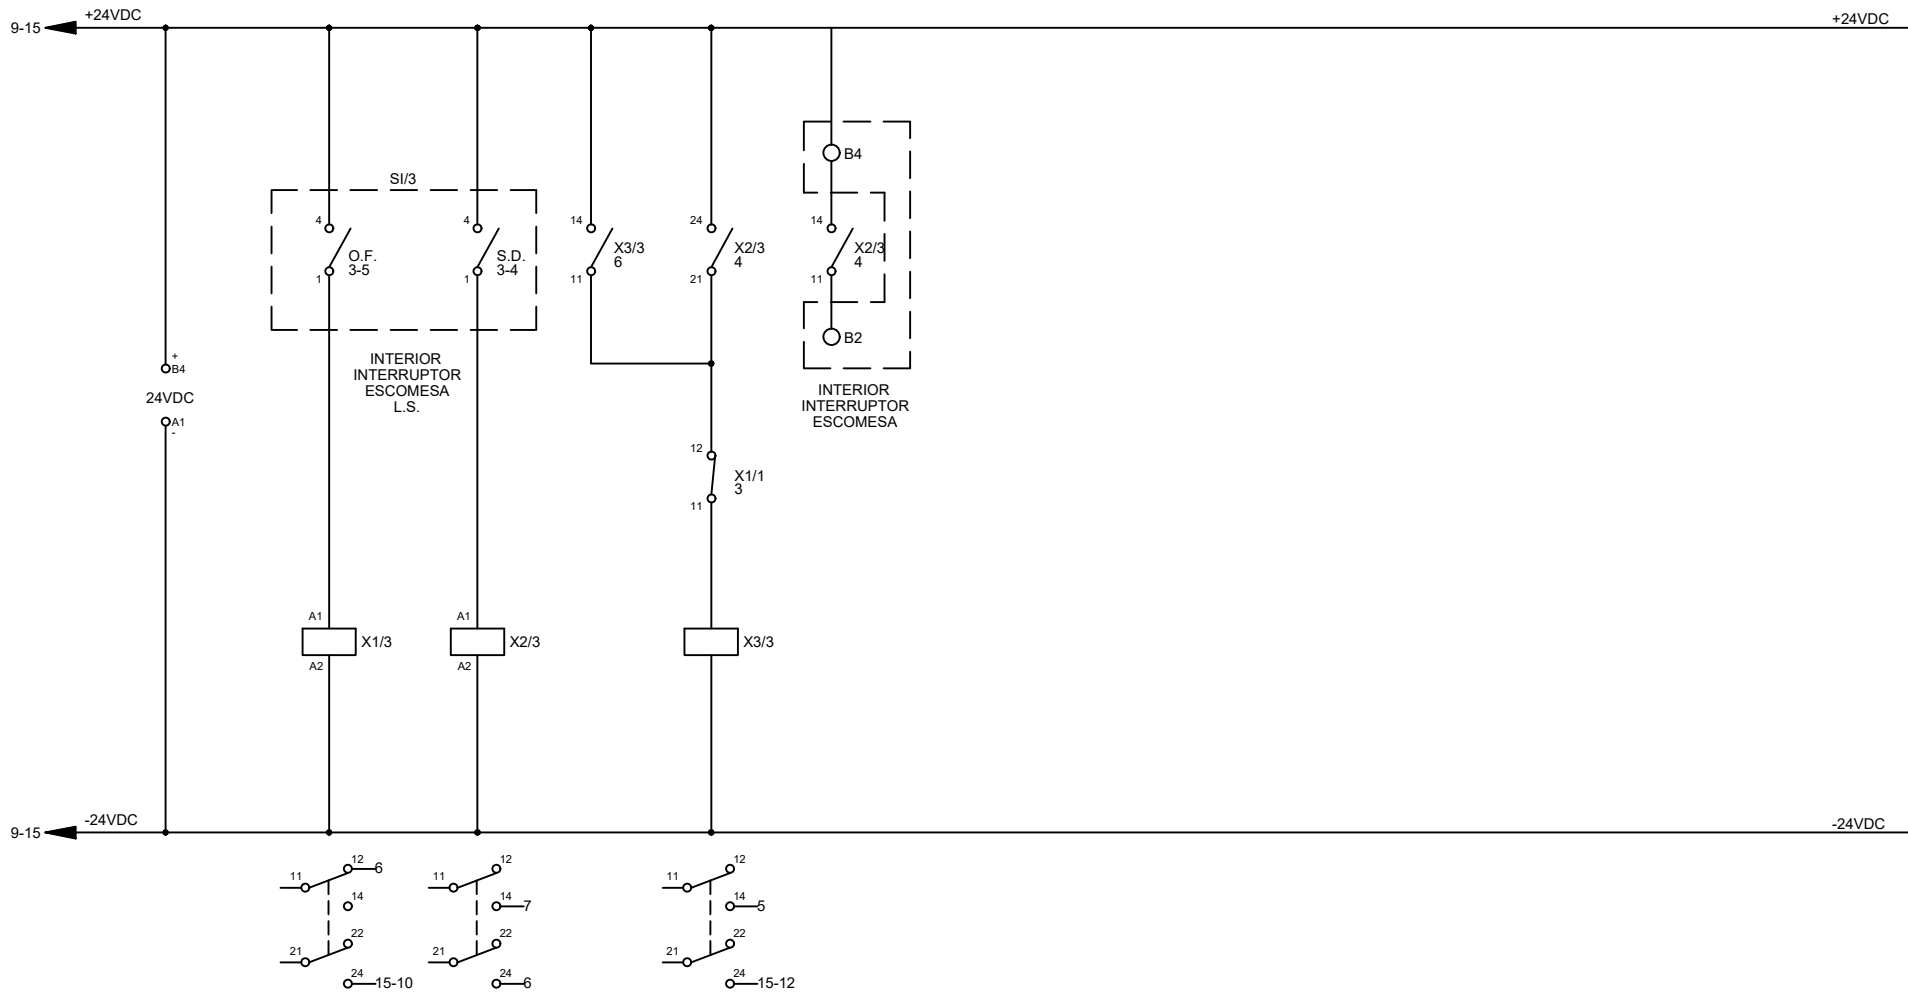 +24VDC
+24VDC
9-15
B4
SI/3
4
O.F.
3-5
1
4
S.D.
3-4
1
14
X3/3
6
11
24
X2/3
4
21
14
X2/3
4
11
B2
INTERIOR
INTERRUPTOR
ESCOMESA
L.S.
INTERIOR
INTERRUPTOR
ESCOMESA
+
B4
24VDC
A1
-
12
X1/1
3
11
A1
X1/3
A2
A1
X2/3
A2
X3/3
-24VDC
-24VDC
9-15
12
6
11
14
22
21
24
15-10
12
11
14
7
22
21
24
6
12
11
14
5
22
21
24
15-12